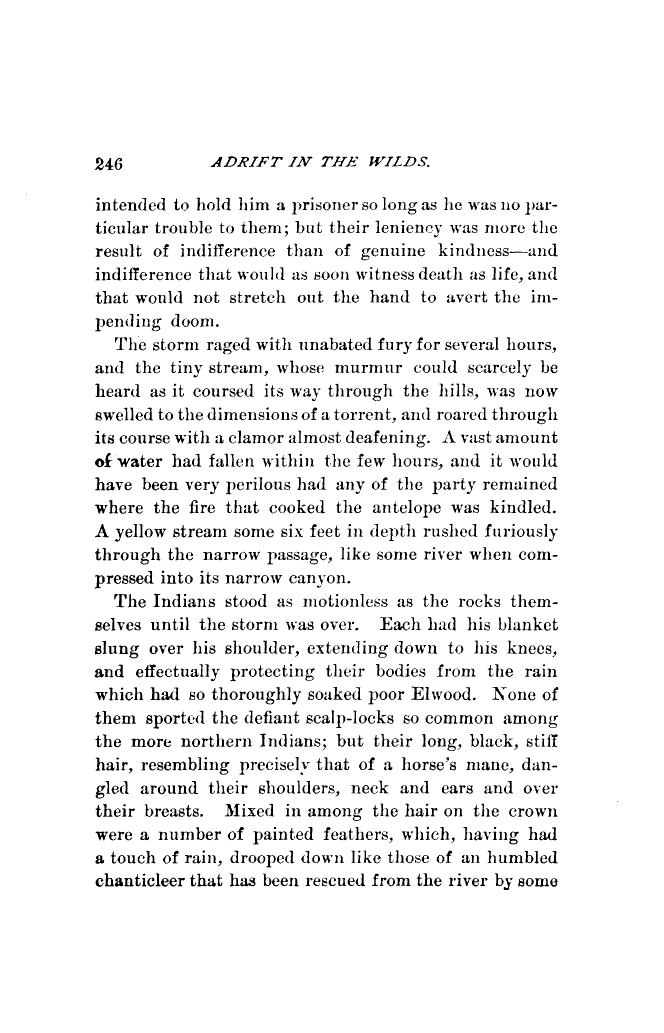 246 ADRIFT IN THE WILDS.
intended to hold him a prisoner so long as he was no par-
ticular trouble to them; but their leniency was more the
result of indifference than of genuine kindness—and
indifference that would as soon witness death as life, and
that would not stretch out the hand to avert the im-
pending doom.
The storm raged with unabated fury for several hours,
and the tiny stream, whose murmur could scarcely be
heard as it coursed its way through the hills, was now
swelled to the dimensions of a torrent, and roared through
its course with a clamor almost deafening. A vast amount
of water had fallen within the few hours, and it would
have been very perilous had any of the party remained
where the fire that cooked the antelope was kindled.
A yellow stream some six feet in depth rushed furiously
through the narrow passage, like some river when com-
pressed into its narrow canyon.
The Indians stood as motionless as the rocks them-
selves until the storm was over. Each had his blanket
slung over his shoulder, extending down to his knees,
and effectually protecting their bodies from the rain
which had so thoroughly soaked poor Elwood. None of
them sported the defiant scalp-locks so common among
the more northern Indians; but their long, black, stiff
hair, resembling precisely that of a horse's mane, dan-
gled around their shoulders, neck and ears and over
their breasts. Mixed in among the hair on the crown
were a number of painted feathers, which, having had
a touch of rain, drooped down like those of an humbled
chanticleer that has been rescued from the river by some